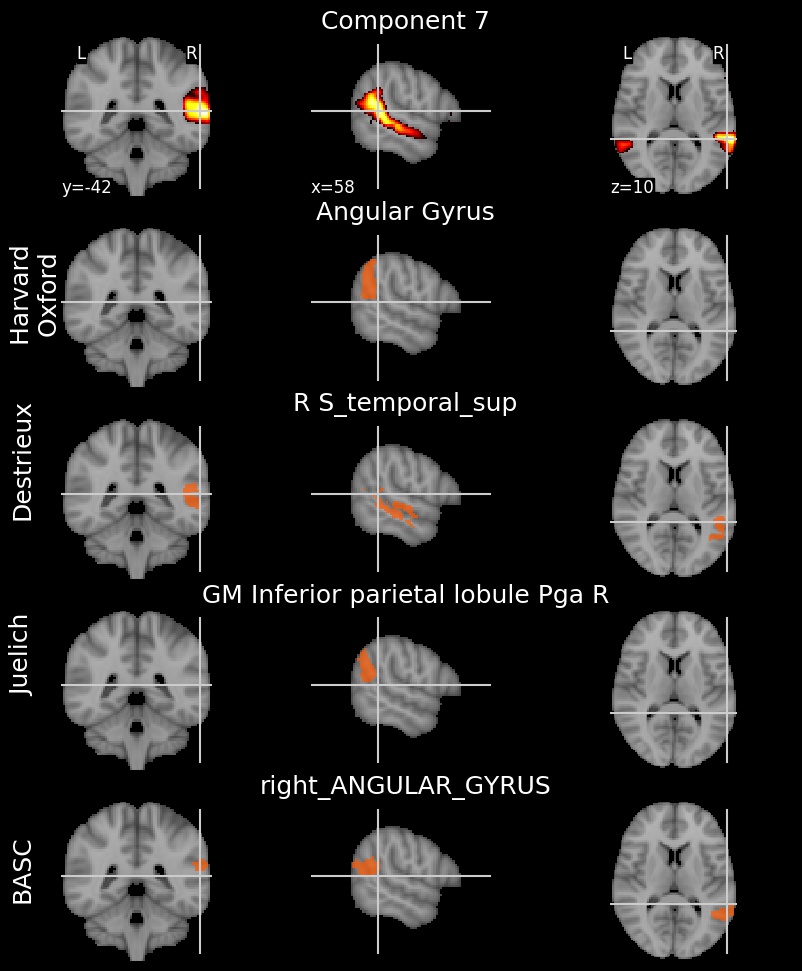 Component 7
L R
L R
y=-42
x=58
z=10
Angular Gyrus
Harvard
Oxford
R S_temporal_sup
Destrieux
GM Inferior parietal lobule Pga R
Juelich
right_ANGULAR_GYRUS
BASC